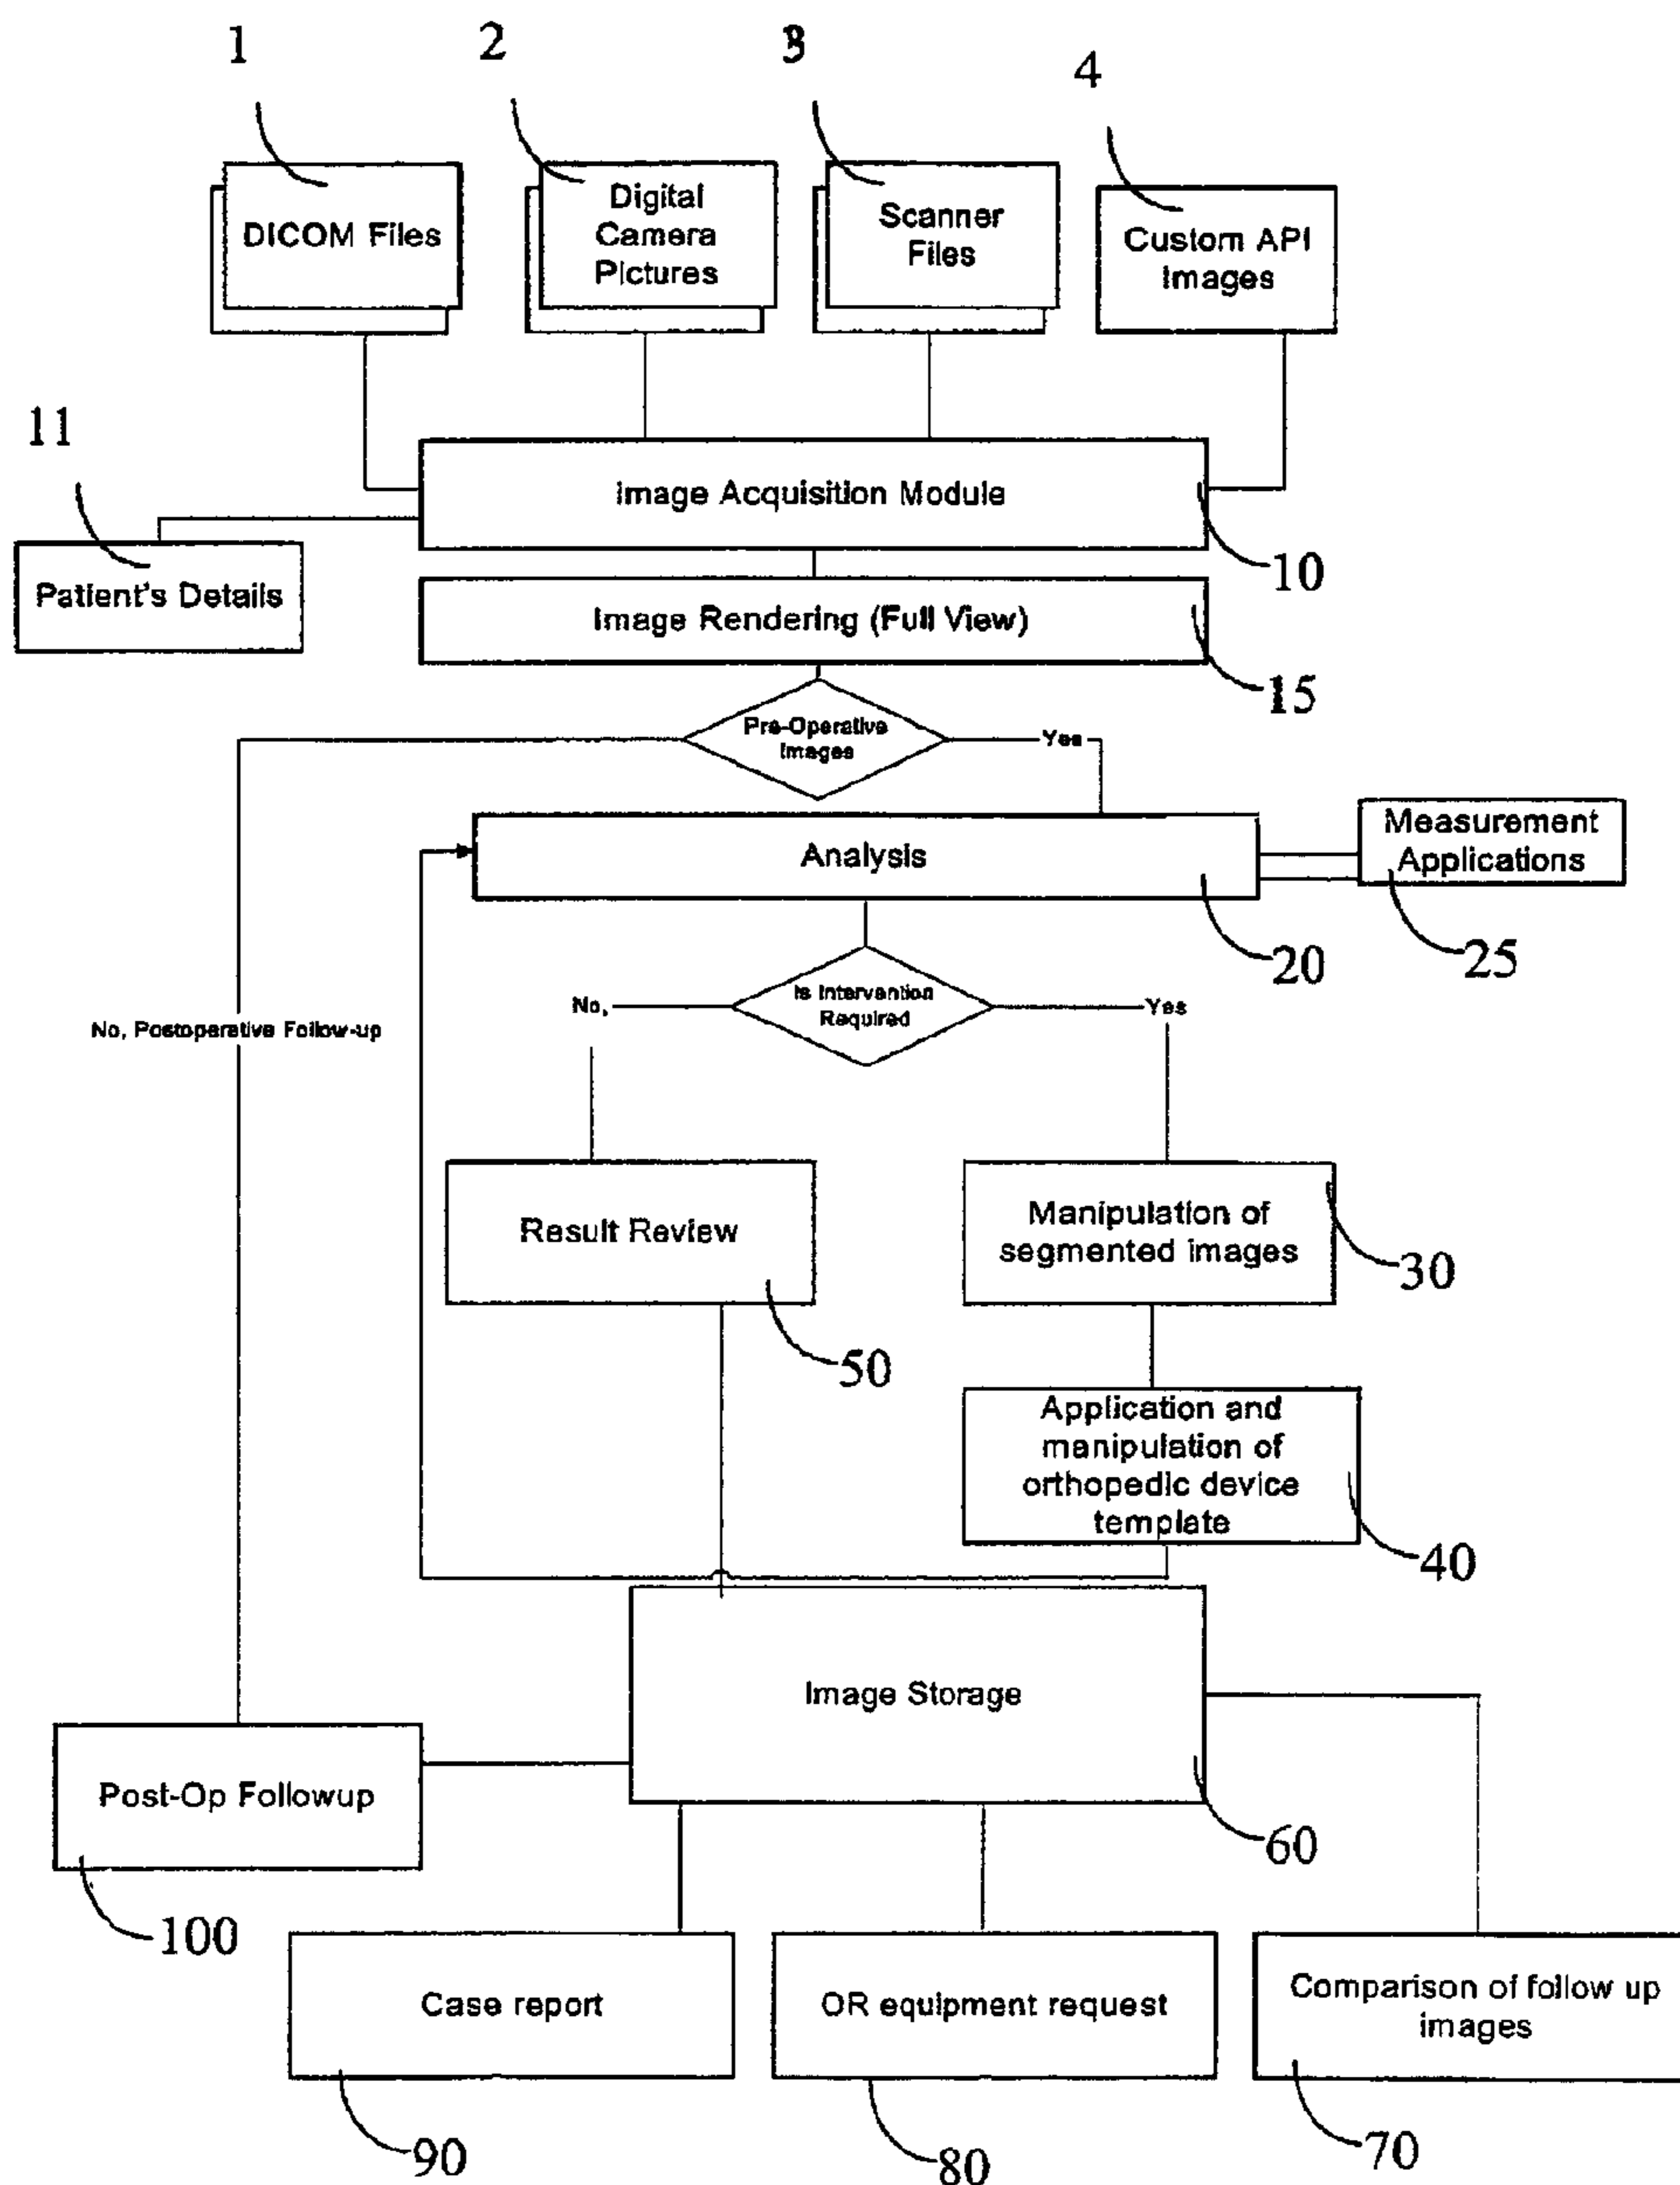 1
2
3
4
DICOM Files
Digital
Camera
Pictures
Scanner
Files
Custom API
Images
11
Image Acquisition Module
10
Patient's Details
Image Rendering (Full View)
15
Pre-Operative
Images
Yes
Analysis
Measurement
Applications
20
25
No,
Is Intervention
Required
Yes
No, Postoperative Follow-up
Result Review
Manipulation of
segmented images
30
50
Application and
manipulation of
orthopedic device
template
40
Image Storage
Post-Op Followup
60
100
Case report
OR equipment request
Comparison of follow up
images
90
80
70